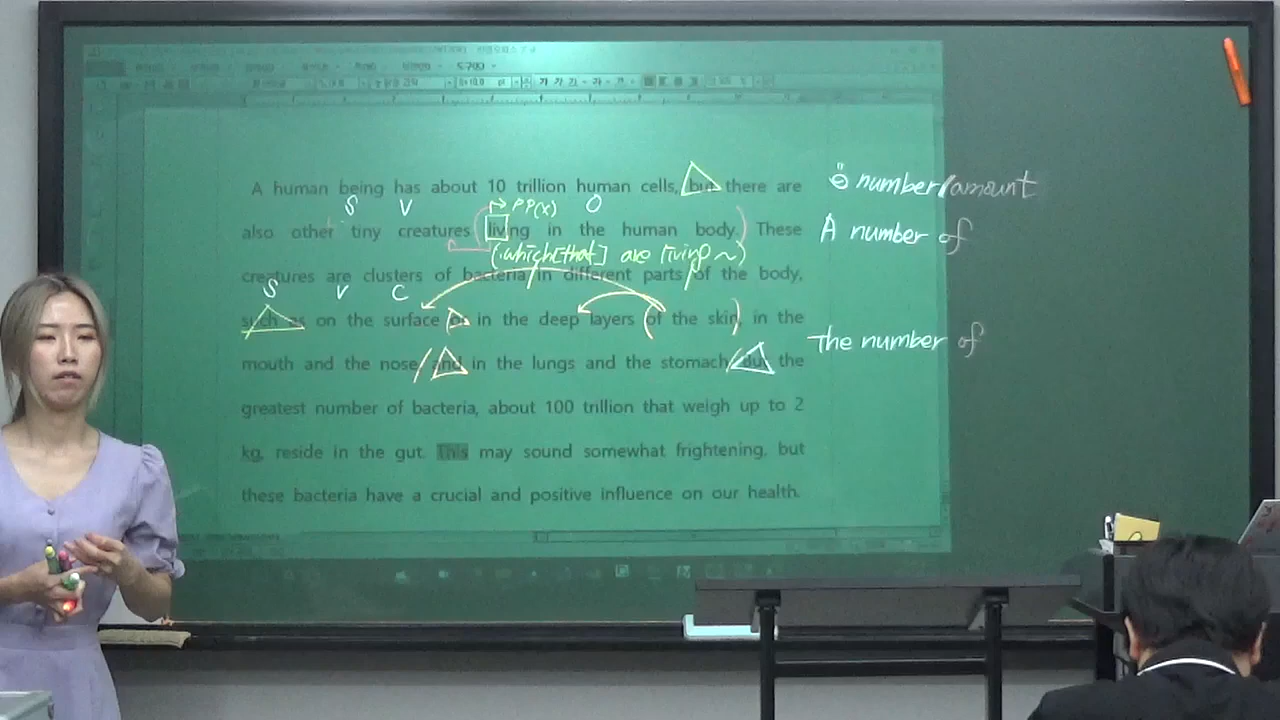 A human being has about 10 trillion human cells, but there are
S V PP(X) O
also other tiny creatures living in the human body. These
(which[that] are living ~)
creatures are clusters of bacteria in different parts of the body,
S V C
such as on the surface or in the deep layers (of the skin), in the
mouth and the nose / and in the lungs and the stomach / but the
greatest number of bacteria, about 100 trillion that weigh up to 2
kg, reside in the gut. This may sound somewhat frightening, but
these bacteria have a crucial and positive influence on our health.
number/amount
A number of
the number of